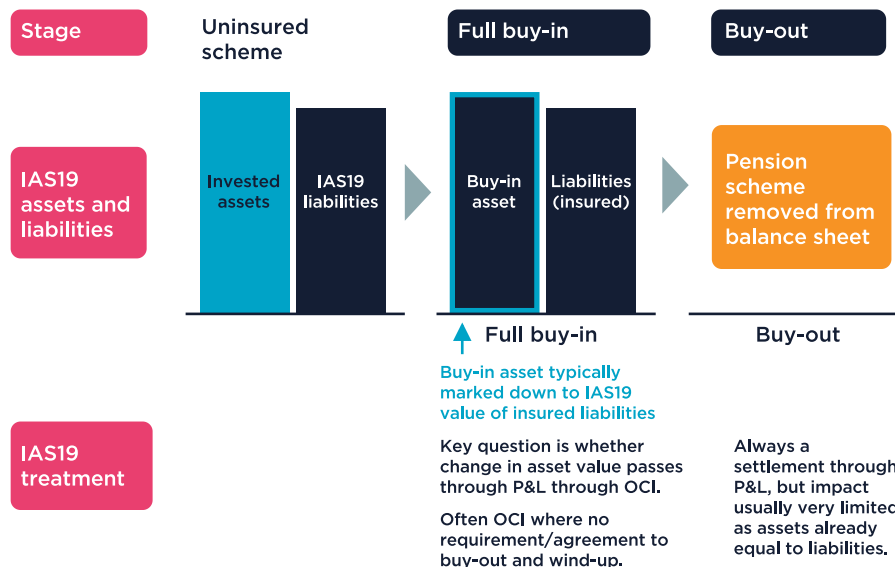 Stage
Uninsured
scheme
Full buy-in
Buy-out
IAS19
assets and
liabilities
Invested
assets
IAS19
liabilities
Buy-in
asset
Liabilities
(insured)
Pension
scheme
removed from
balance sheet
Full buy-in
Buy-out
IAS19
treatment
Buy-in asset typically
marked down to IAS19
value of insured liabilities
Key question is whether
change in asset value passes
through P&L through OCI.
Often OCI where no
requirement/agreement to
buy-out and wind-up.
Always a
settlement through
P&L, but impact
usually very limited
as assets already
equal to liabilities.